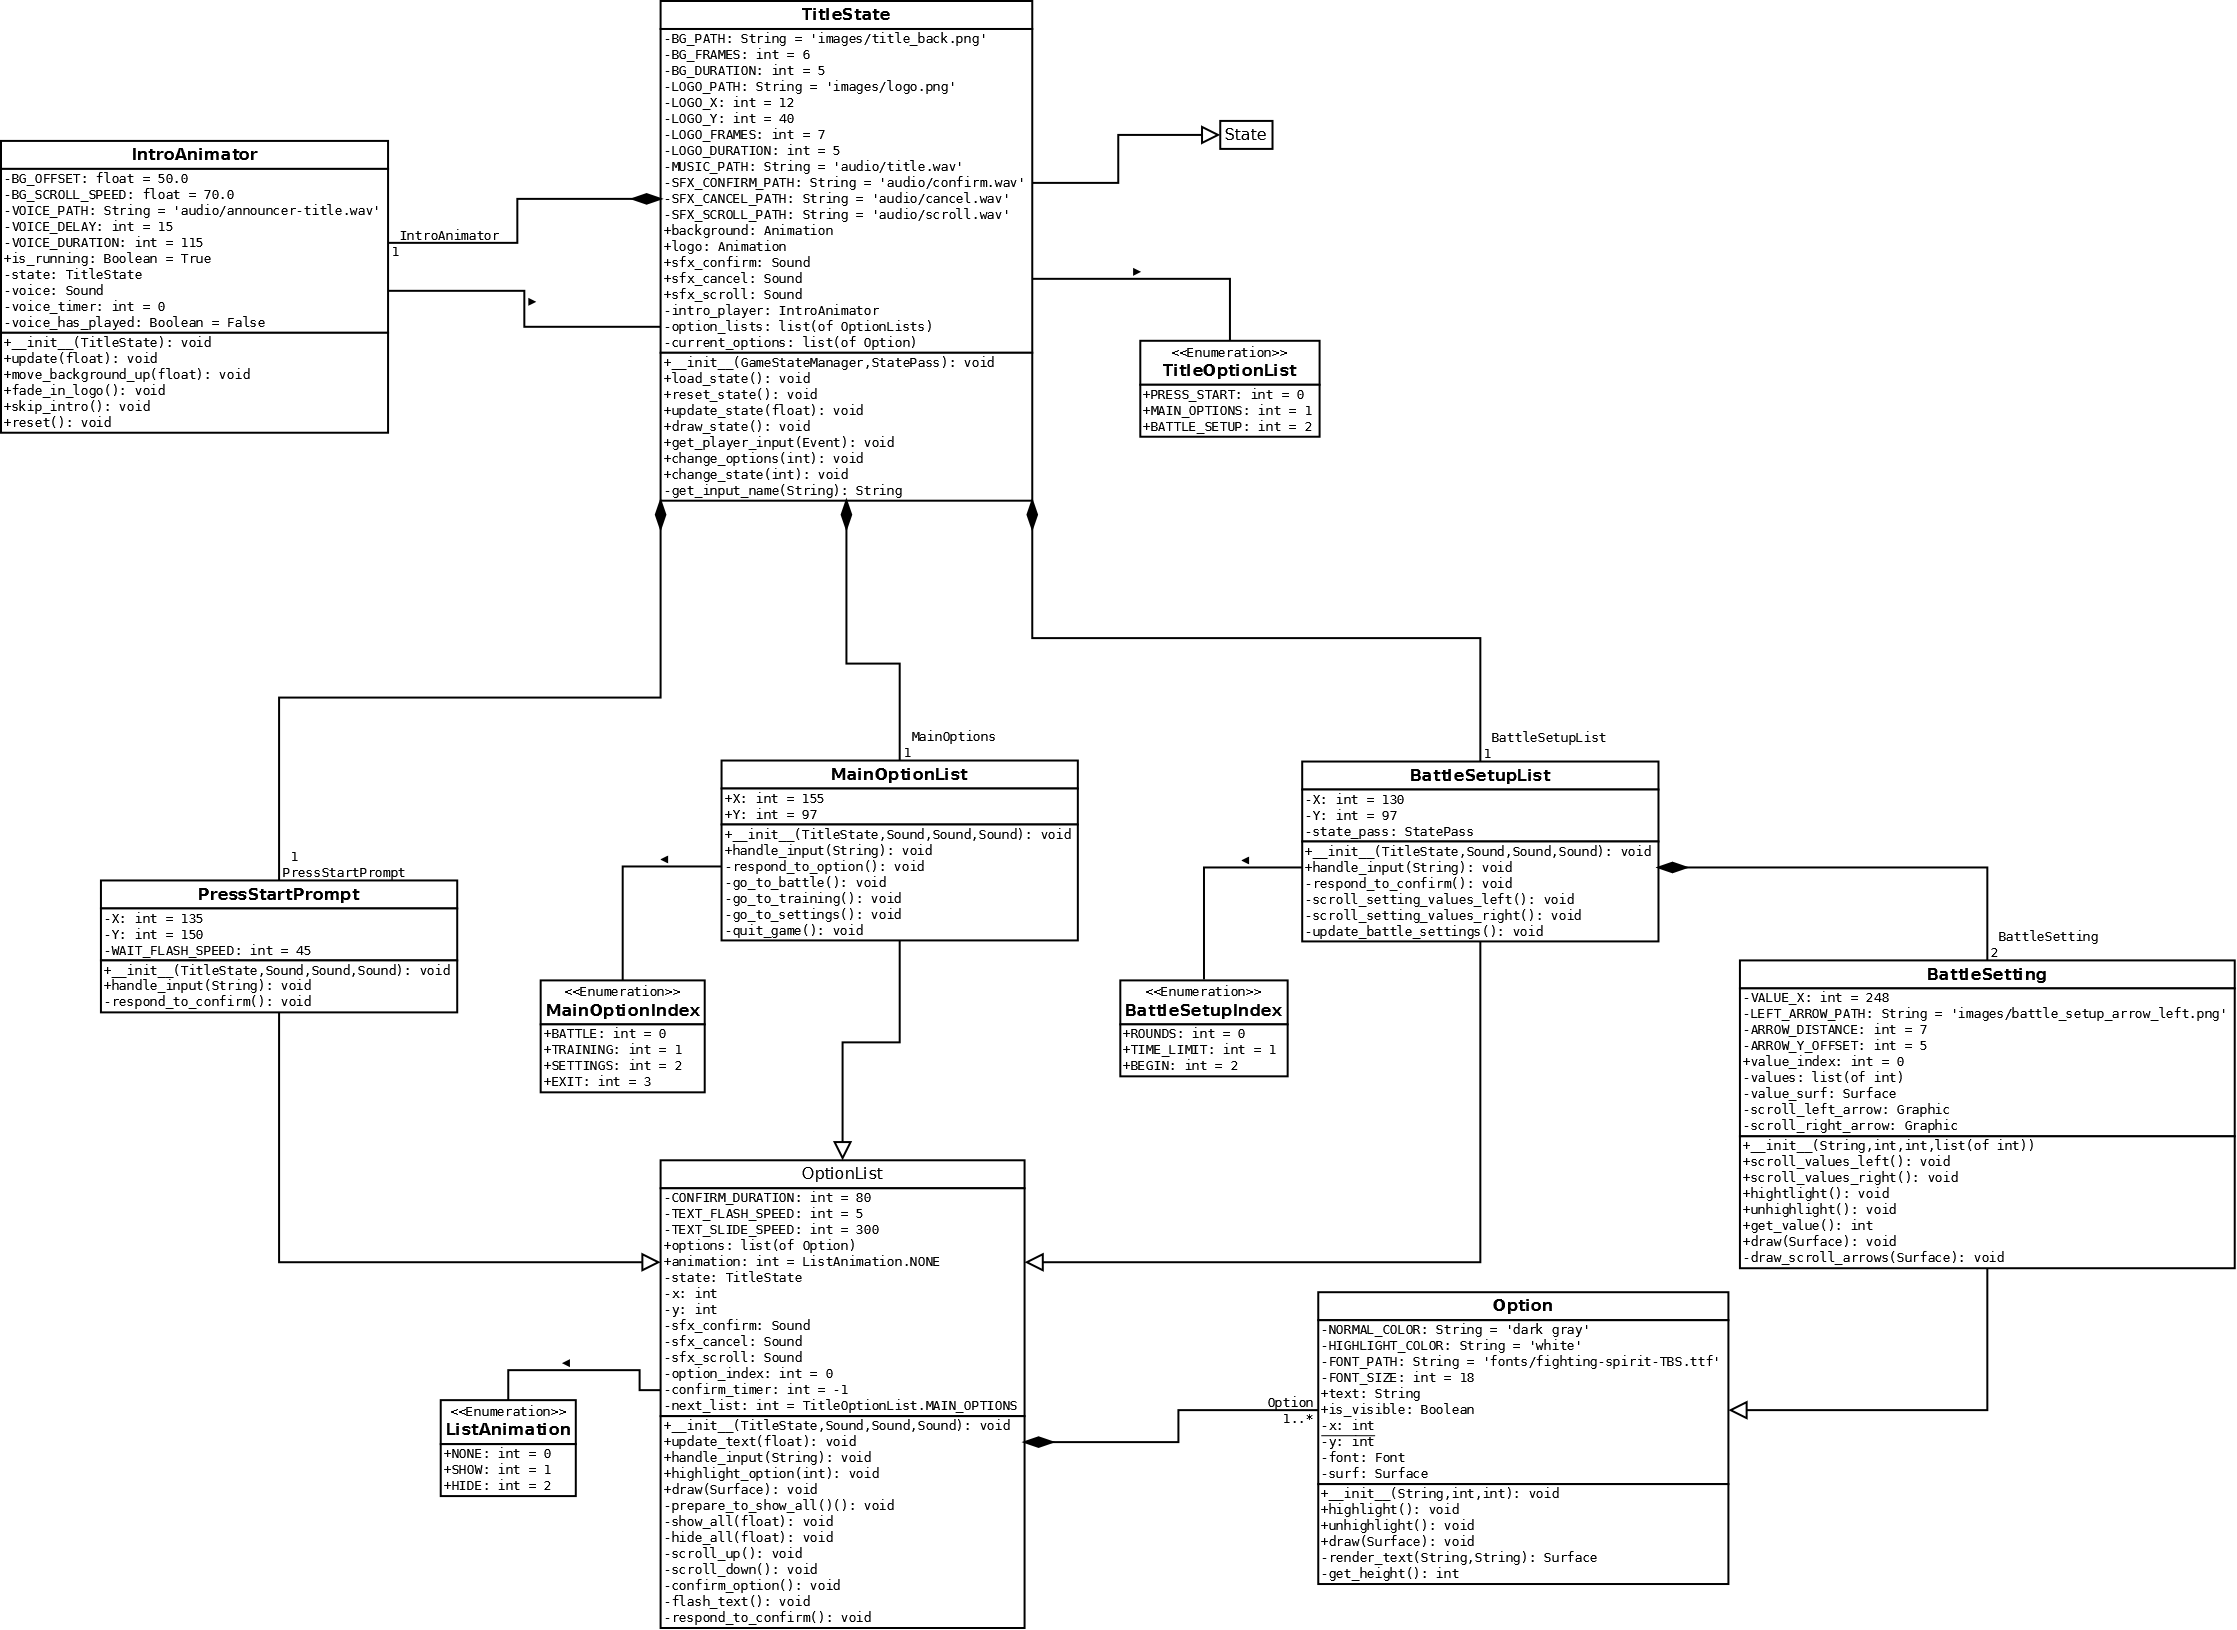 TitleState
-BG_PATH: String = 'images/title_back.png'
-BG_FRAMES: int = 6
-BG_DURATION: int = 5
-LOGO_PATH: String = 'images/logo.png'
-LOGO_X: int = 12
-LOGO_Y: int = 40
-LOGO_FRAMES: int = 7
-LOGO_DURATION: int = 5
-MUSIC_PATH: String = 'audio/title.wav'
-SFX_CONFIRM_PATH: String = 'audio/confirm.wav'
-SFX_CANCEL_PATH: String = 'audio/cancel.wav'
-SFX_SCROLL_PATH: String = 'audio/scroll.wav'
+background: Animation
+logo: Animation
+sfx_confirm: Sound
+sfx_cancel: Sound
+sfx_scroll: Sound
-intro_player: IntroAnimator
-option_lists: list(of OptionLists)
-current_options: list(of Option)
+__init__(GameStateManager,StatePass): void
+load_state(): void
+reset_state(): void
+update_state(float): void
+draw_state(): void
+get_player_input(Event): void
+change_options(int): void
+change_state(int): void
-get_input_name(String): String
State
IntroAnimator
-BG_OFFSET: float = 50.0
-BG_SCROLL_SPEED: float = 70.0
-VOICE_PATH: String = 'audio/announcer-title.wav'
-VOICE_DELAY: int = 15
-VOICE_DURATION: int = 115
+is_running: Boolean = True
-state: TitleState
-voice: Sound
-voice_timer: int = 0
-voice_has_played: Boolean = False
+__init__(TitleState): void
+update(float): void
+move_background_up(float): void
+fade_in_logo(): void
+skip_intro(): void
+reset(): void
IntroAnimator
1
<<Enumeration>>
TitleOptionList
+PRESS_START: int = 0
+MAIN_OPTIONS: int = 1
+BATTLE_SETUP: int = 2
1
PressStartPrompt
PressStartPrompt
-X: int = 135
-Y: int = 150
-WAIT_FLASH_SPEED: int = 45
+__init__(TitleState,Sound,Sound,Sound): void
+handle_input(String): void
-respond_to_confirm(): void
MainOptions
1
MainOptionList
+X: int = 155
+Y: int = 97
+__init__(TitleState,Sound,Sound,Sound): void
+handle_input(String): void
-respond_to_option(): void
-go_to_battle(): void
-go_to_training(): void
-go_to_settings(): void
-quit_game(): void
BattleSetupList
1
BattleSetupList
-X: int = 130
-Y: int = 97
-state_pass: StatePass
+__init__(TitleState,Sound,Sound,Sound): void
+handle_input(String): void
-respond_to_confirm(): void
-scroll_setting_values_left(): void
-scroll_setting_values_right(): void
-update_battle_settings(): void
<<Enumeration>>
MainOptionIndex
+BATTLE: int = 0
+TRAINING: int = 1
+SETTINGS: int = 2
+EXIT: int = 3
<<Enumeration>>
BattleSetupIndex
+ROUNDS: int = 0
+TIME_LIMIT: int = 1
+BEGIN: int = 2
BattleSetting
2
BattleSetting
-VALUE_X: int = 248
-LEFT_ARROW_PATH: String = 'images/battle_setup_arrow_left.png'
-ARROW_DISTANCE: int = 7
-ARROW_Y_OFFSET: int = 5
+value_index: int = 0
-values: list(of int)
-value_surf: Surface
-scroll_left_arrow: Graphic
-scroll_right_arrow: Graphic
+__init__(String,int,int,list(of int))
+scroll_values_left(): void
+scroll_values_right(): void
+hightlight(): void
+unhighlight(): void
+get_value(): int
+draw(Surface): void
-draw_scroll_arrows(Surface): void
OptionList
-CONFIRM_DURATION: int = 80
-TEXT_FLASH_SPEED: int = 5
-TEXT_SLIDE_SPEED: int = 300
+options: list(of Option)
+animation: int = ListAnimation.NONE
-state: TitleState
-x: int
-y: int
-sfx_confirm: Sound
-sfx_cancel: Sound
-sfx_scroll: Sound
-option_index: int = 0
-confirm_timer: int = -1
-next_list: int = TitleOptionList.MAIN_OPTIONS
+__init__(TitleState,Sound,Sound,Sound): void
+update_text(float): void
+handle_input(String): void
+highlight_option(int): void
+draw(Surface): void
-prepare_to_show_all()(): void
-show_all(float): void
-hide_all(float): void
-scroll_up(): void
-scroll_down(): void
-confirm_option(): void
-flash_text(): void
-respond_to_confirm(): void
<<Enumeration>>
ListAnimation
+NONE: int = 0
+SHOW: int = 1
+HIDE: int = 2
Option
1..*
Option
-NORMAL_COLOR: String = 'dark gray'
-HIGHLIGHT_COLOR: String = 'white'
-FONT_PATH: String = 'fonts/fighting-spirit-TBS.ttf'
-FONT_SIZE: int = 18
+text: String
+is_visible: Boolean
-x: int
-y: int
-font: Font
-surf: Surface
+__init__(String,int,int): void
+highlight(): void
+unhighlight(): void
+draw(Surface): void
-render_text(String,String): Surface
-get_height(): int